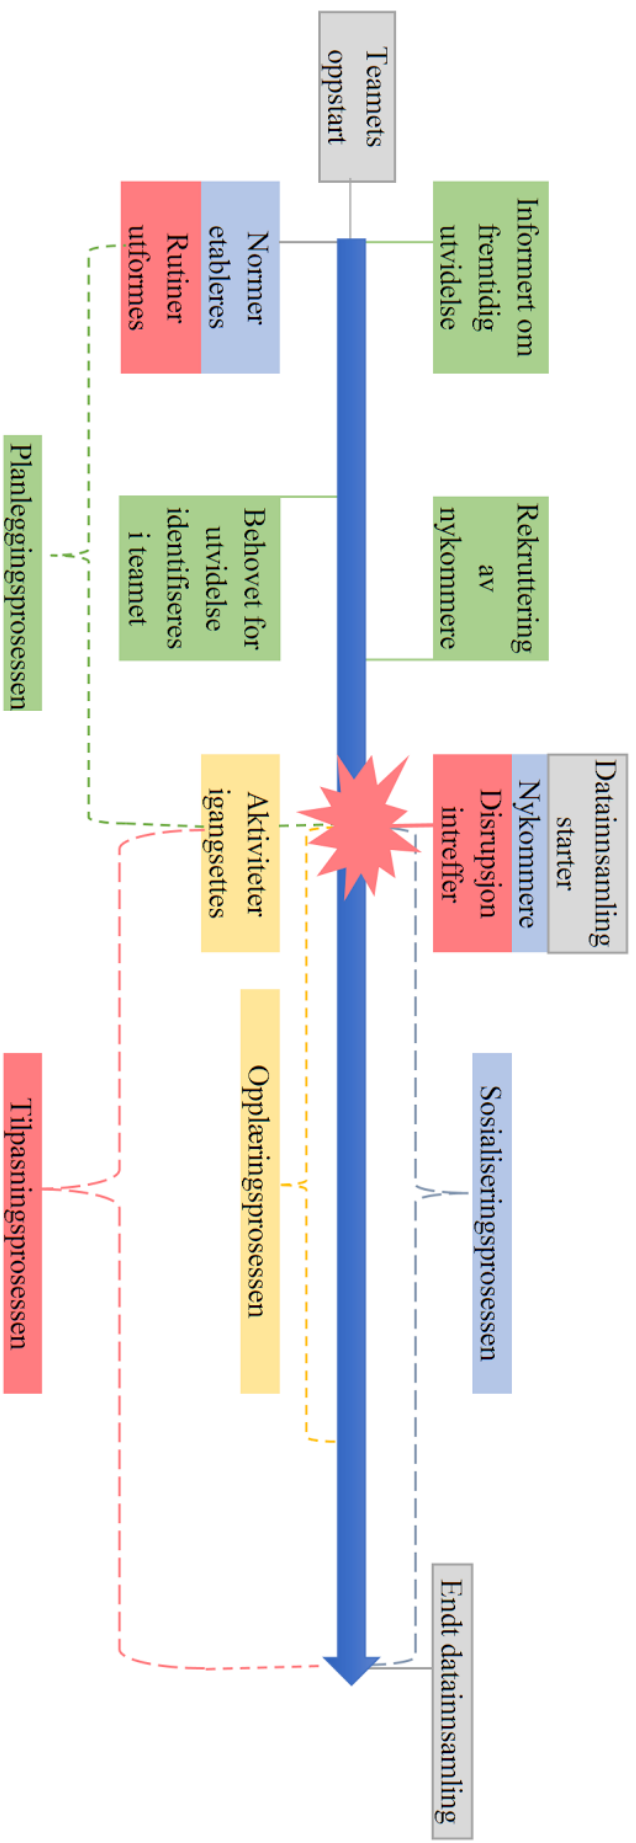 Teamets
oppstart
Informert om
fremtidig
utvidelse
Normer
etableres
Rutiner
utformes
Rekruttering
av
nykommere
Behovet for
utvidelse
identifiseres
i teamet
Planleggingsprosessen
Datainnsamling
starter
Nykommere
Disrupsjon
intreffer
Aktiviteter
igangsettes
Sosialiseringsprosessen
Opplæringsprosessen
Tilpasningsprosessen
Endt datainnsamling